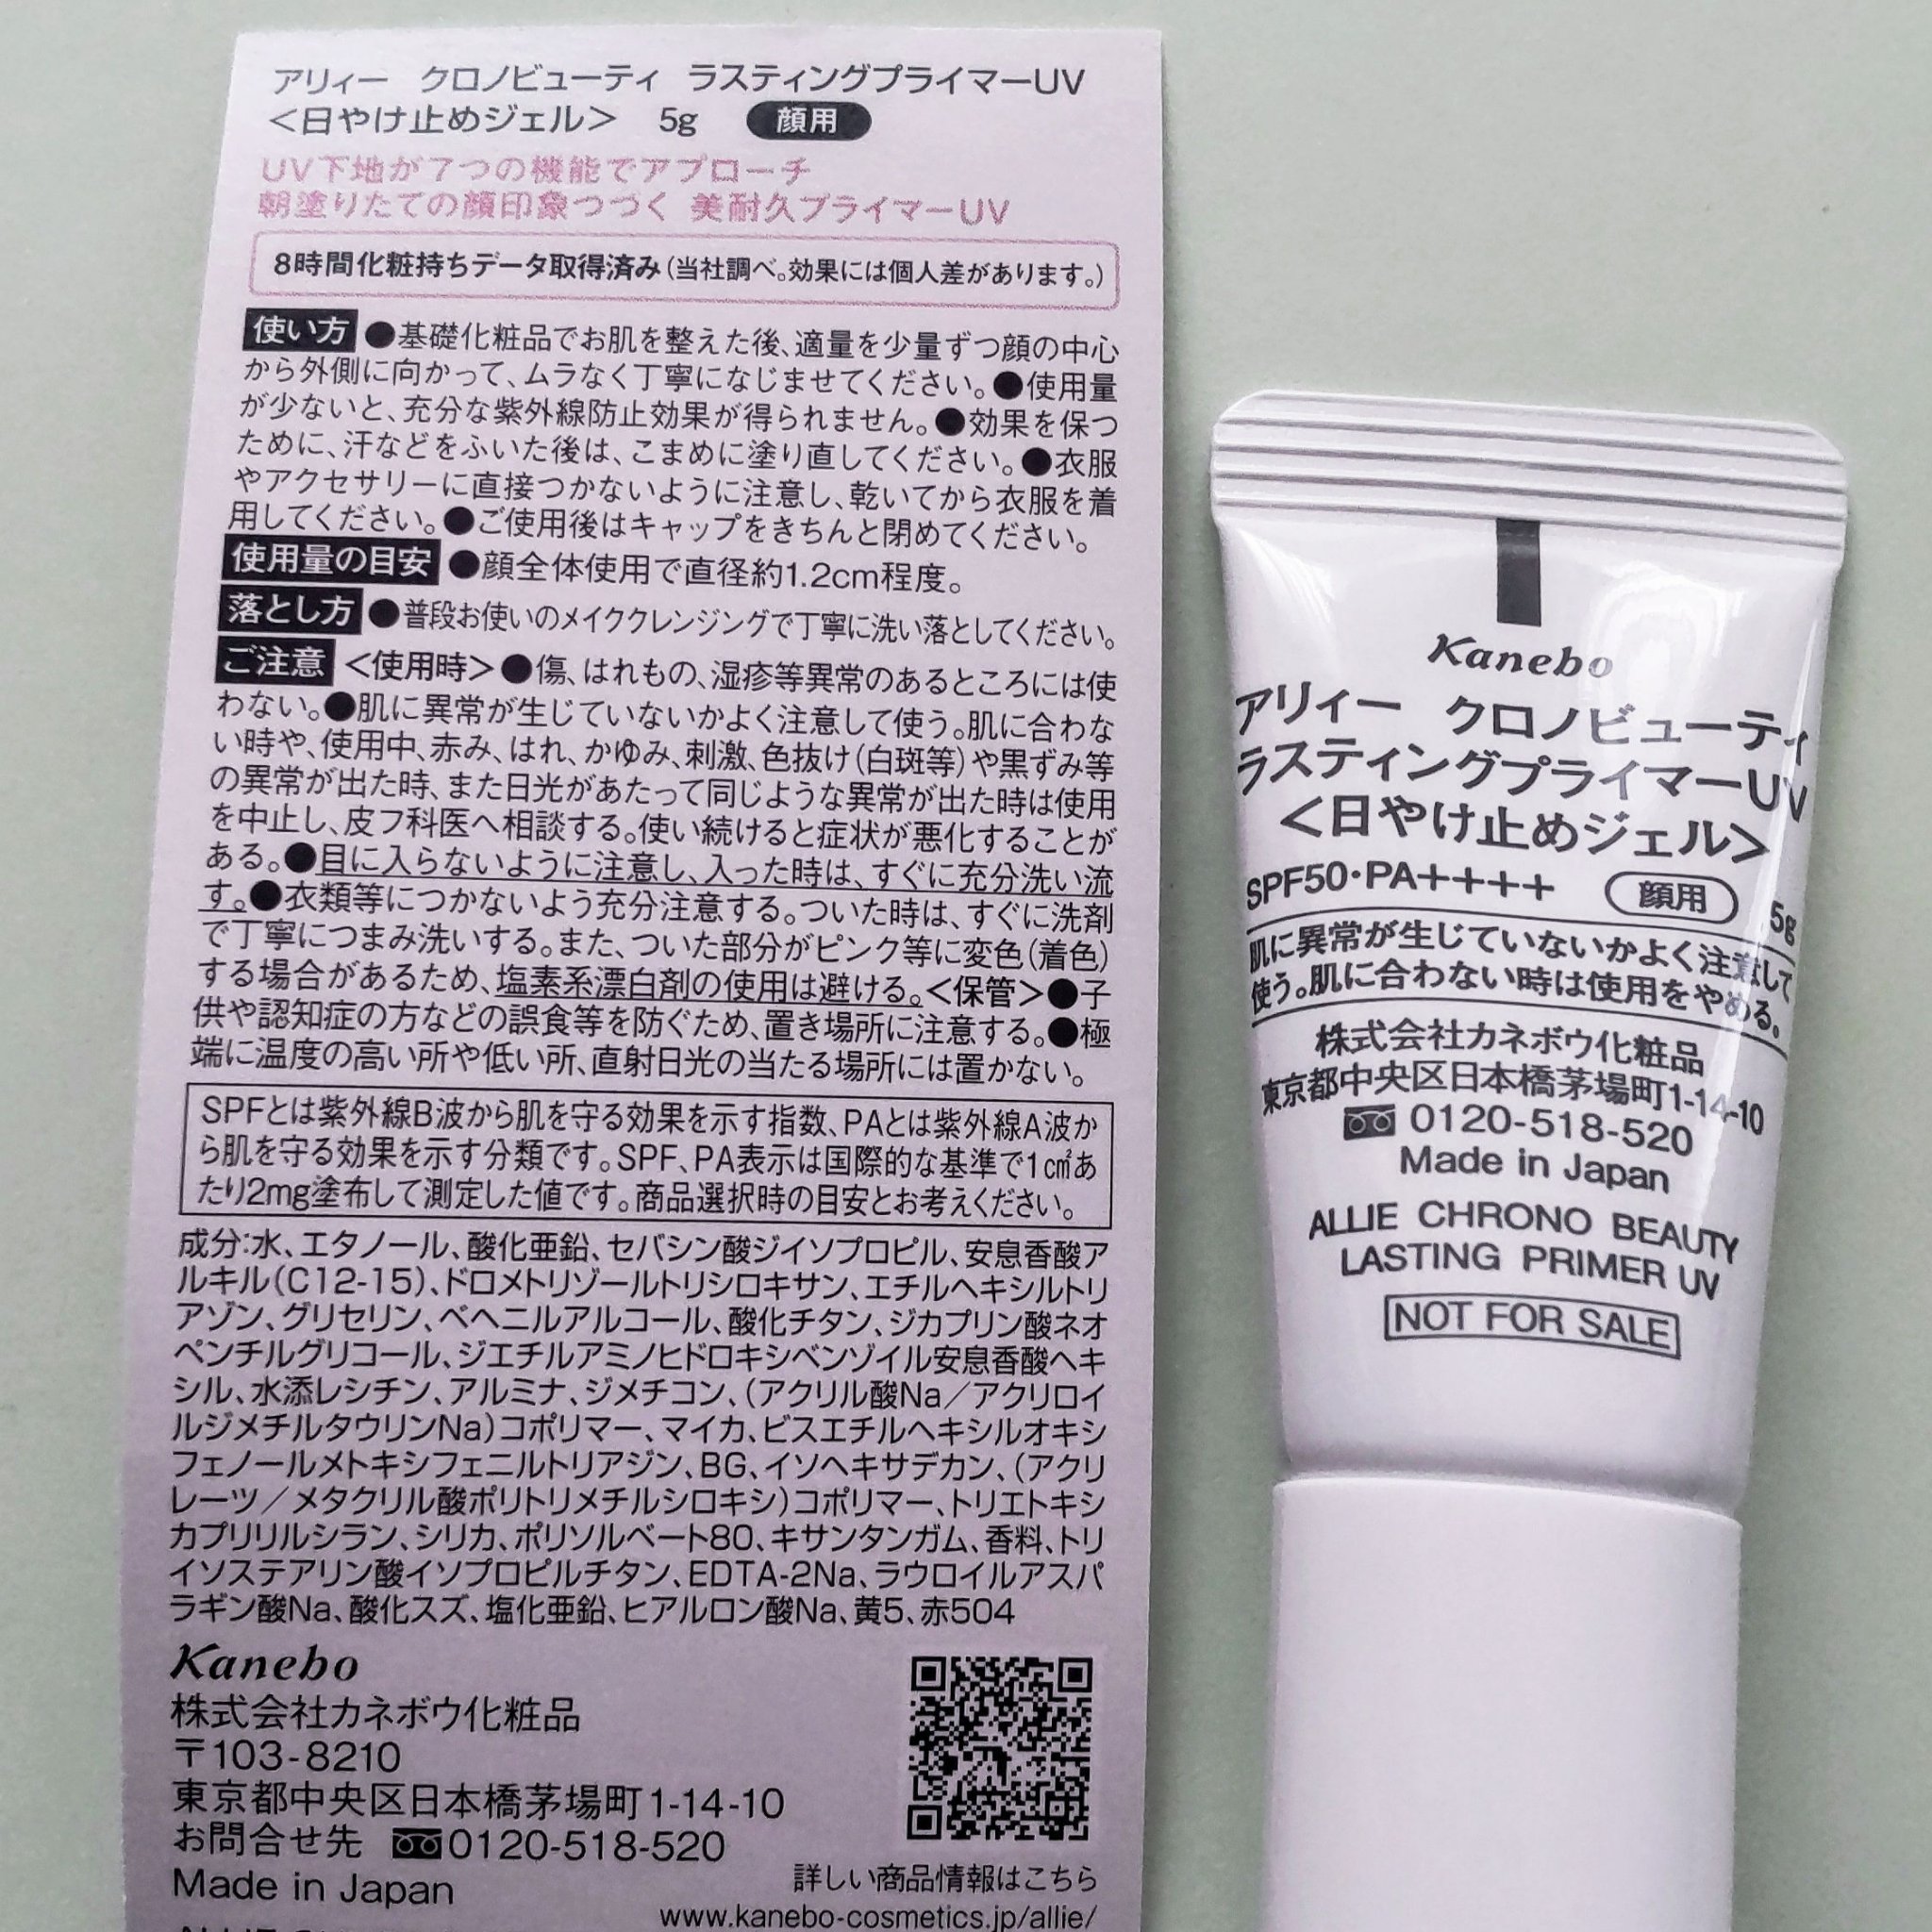 アリィー クロノビューティ ラスティングプライマーUV
<日やけ止めジェル> 5g 顔用
UV下地が7つの機能でアプローチ
朝塗りたての顔印象つづく 美耐久プライマーUV
8時間化粧持ちデータ取得済み(当社調べ。効果には個人差があります。)
使い方 ●基礎化粧品でお肌を整えた後、適量を少量ずつ顔の中心
から外側に向かって、ムラなく丁寧になじませてください。●使用量
が少ないと、充分な紫外線防止効果が得られません。●効果を保つ
ために、汗などをふいた後は、こまめに塗り直してください。●衣服
やアクセサリーに直接つかないように注意し、乾いてから衣服を着
用してください。●ご使用後はキャップをきちんと閉めてください。
使用量の目安 ●顔全体使用で直径約1.2cm程度。
落とし方 ●普段お使いのメイククレンジングで丁寧に洗い落としてください。
ご注意 <使用時>●傷、はれもの、湿疹等異常のあるところには使
わない。●肌に異常が生じていないかよく注意して使う。肌に合わな
い時や、使用中、赤み、はれ、かゆみ、刺激、色抜け(白斑等)や黒ずみ等
の異常が出た時、また日光があたって同じような異常が出た時は使用
を中止し、皮フ科医へ相談する。使い続けると症状が悪化することが
ある。●目に入らないように注意し、入った時は、すぐに充分洗い流
す。●衣類等につかないよう充分注意する。ついた時は、すぐに洗剤
で丁寧につまみ洗いする。また、ついた部分がピンク等に変色(着色)
する場合があるため、塩素系漂白剤の使用は避ける。<保管>●子
供や認知症の方などの誤食等を防ぐため、置き場所に注意する。●極
端に温度の高い所や低い所、直射日光の当たる場所には置かない。
SPFとは紫外線B波から肌を守る効果を示す指数、PAとは紫外線A波か
ら肌を守る効果を示す分類です。SPF、PA表示は国際的な基準で1㎠あ
たり2mg塗布して測定した値です。商品選択時の目安とお考えください。
成分:水、エタノール、酸化亜鉛、セバシン酸ジイソプロピル、安息香酸ア
ルキル(C12-15)、ドロメトリゾールトリシロキサン、エチルヘキシルトリ
アゾン、グリセリン、ベヘニルアルコール、酸化チタン、ジカプリン酸ネオ
ペンチルグリコール、ジエチルアミノヒドロキシベンゾイル安息香酸ヘキ
シル、水添レシチン、アルミナ、ジメチコン、(アクリル酸Na/アクリロイ
ルジメチルタウリンNa)コポリマー、マイカ、ビスエチルヘキシルオキシ
フェノールメトキシフェニルトリアジン、BG、イソヘキサデカン、(アクリ
レーツ/メタクリル酸ポリトリメチルシロキシ)コポリマー、トリエトキシ
カプリリルシラン、シリカ、ポリソルベート80、キサンタンガム、香料、トリ
イソステアリン酸イソプロピルチタン、EDTA-2Na、ラウロイルアスパ
ラギン酸Na、酸化スズ、塩化亜鉛、ヒアルロン酸Na、黄5、赤504
Kanebo
株式会社カネボウ化粧品
〒103-8210
東京都中央区日本橋茅場町1-14-10
お問合せ先 0120-518-520
Made in Japan
詳しい商品情報はこちら
www.kanebo-cosmetics.jp/allie/
Kanebo
アリィー クロノビューティ
ラスティングプライマーUV
<日やけ止めジェル>
SPF50・PA++++ 顔用 5g
肌に異常が生じていないかよく注意して
使う。肌に合わない時は使用をやめる。
株式会社カネボウ化粧品
東京都中央区日本橋茅場町1-14-10
0120-518-520
Made in Japan
ALLIE CHRONO BEAUTY
LASTING PRIMER UV
NOT FOR SALE